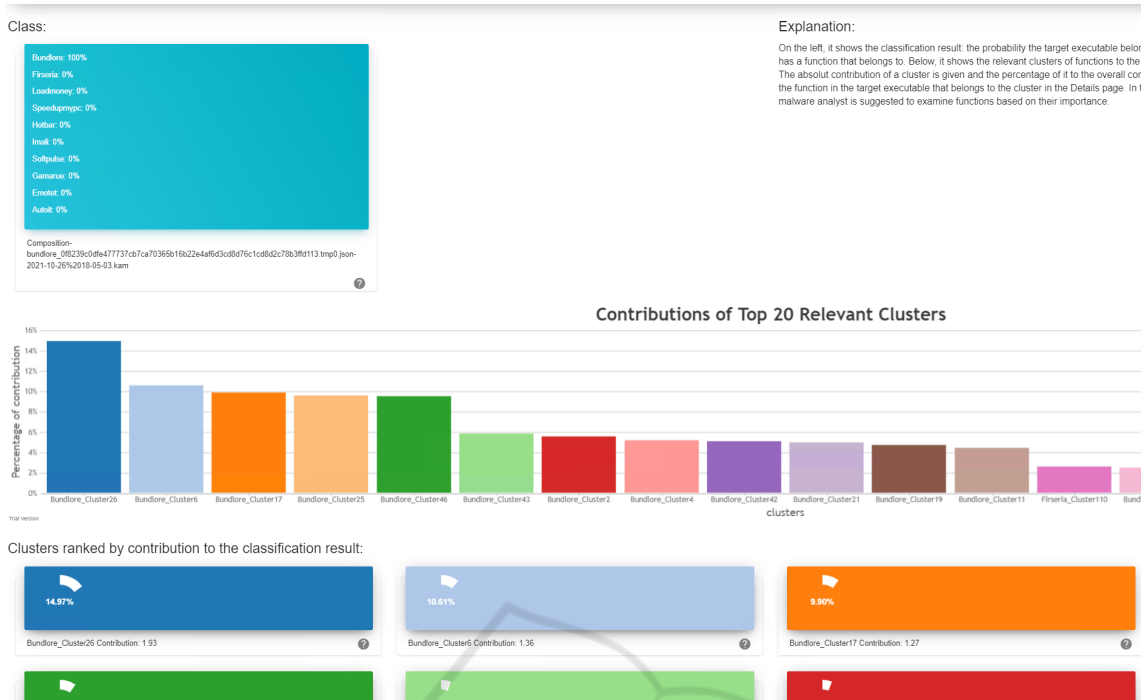 Class:
Explanation:
Bundlore: 100%
Firseria: 0%
Loadmoney: 0%
Speedupmypc: 0%
Hotbar: 0%
Imali: 0%
Softpulse: 0%
Gamarue: 0%
Emotet: 0%
Autoit: 0%
Composition-
bundlore_0f8239c0dfe477737cb7ca70365b16b22e4af6d3cd8d76c1cd8d2c78b3ffd113.tmp0.json-
2021-10-26%2018-05-03.kam
On the left, it shows the classification result: the probability the target executable belon
has a function that belongs to. Below, it shows the relevant clusters of functions to the
The absolut contribution of a cluster is given and the percentage of it to the overall con
the function in the target executable that belongs to the cluster in the Details page. In t
malware analyst is suggested to examine functions based on their importance.
Contributions of Top 20 Relevant Clusters
Percentage of contribution
16%
14%
12%
10%
8%
6%
4%
2%
0%
Bundlore_Cluster26 Bundlore_Cluster6 Bundlore_Cluster17 Bundlore_Cluster25 Bundlore_Cluster46 Bundlore_Cluster43 Bundlore_Cluster2 Bundlore_Cluster4 Bundlore_Cluster42 Bundlore_Cluster21 Bundlore_Cluster19 Bundlore_Cluster11 Firseria_Cluster110 Bund
clusters
Trial Version
Clusters ranked by contribution to the classification result:
14.97%
10.61%
9.90%
Bundlore_Cluster26 Contribution: 1.93 ?
Bundlore_Cluster6 Contribution: 1.36 ?
Bundlore_Cluster17 Contribution: 1.27 ?